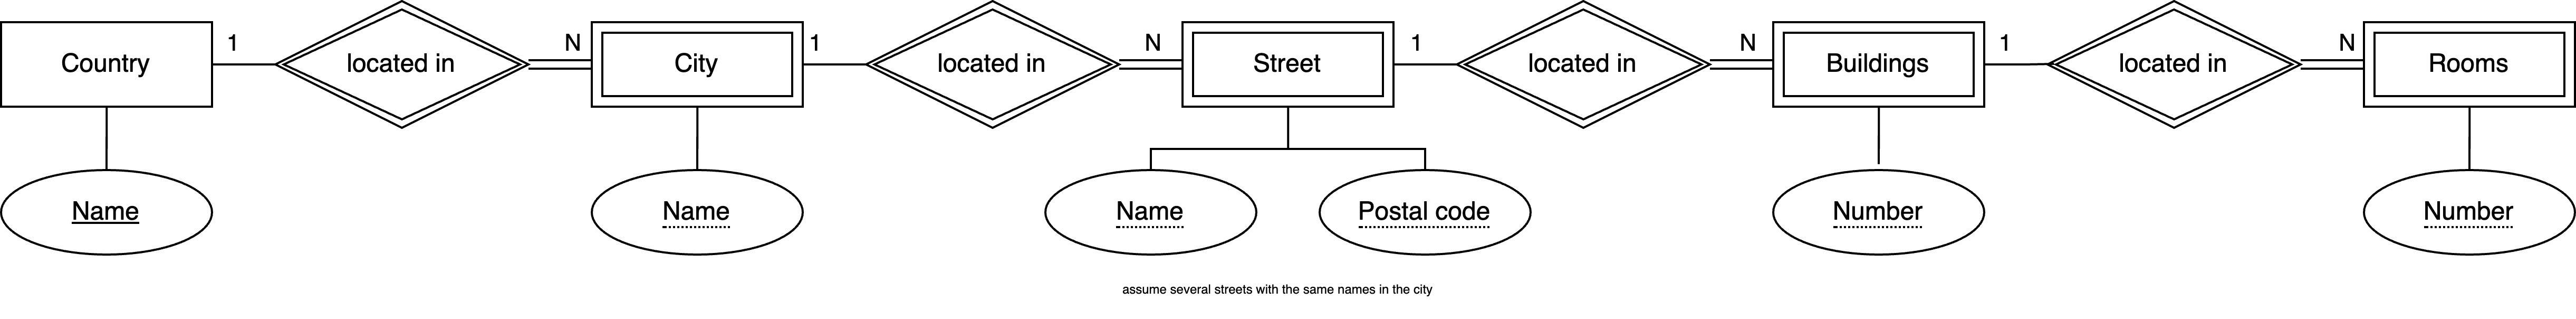 1 N 1 N 1 N 1 N
Country located in City located in Street located in Buildings located in Rooms
Name Name Name Postal code Number Number
assume several streets with the same names in the city